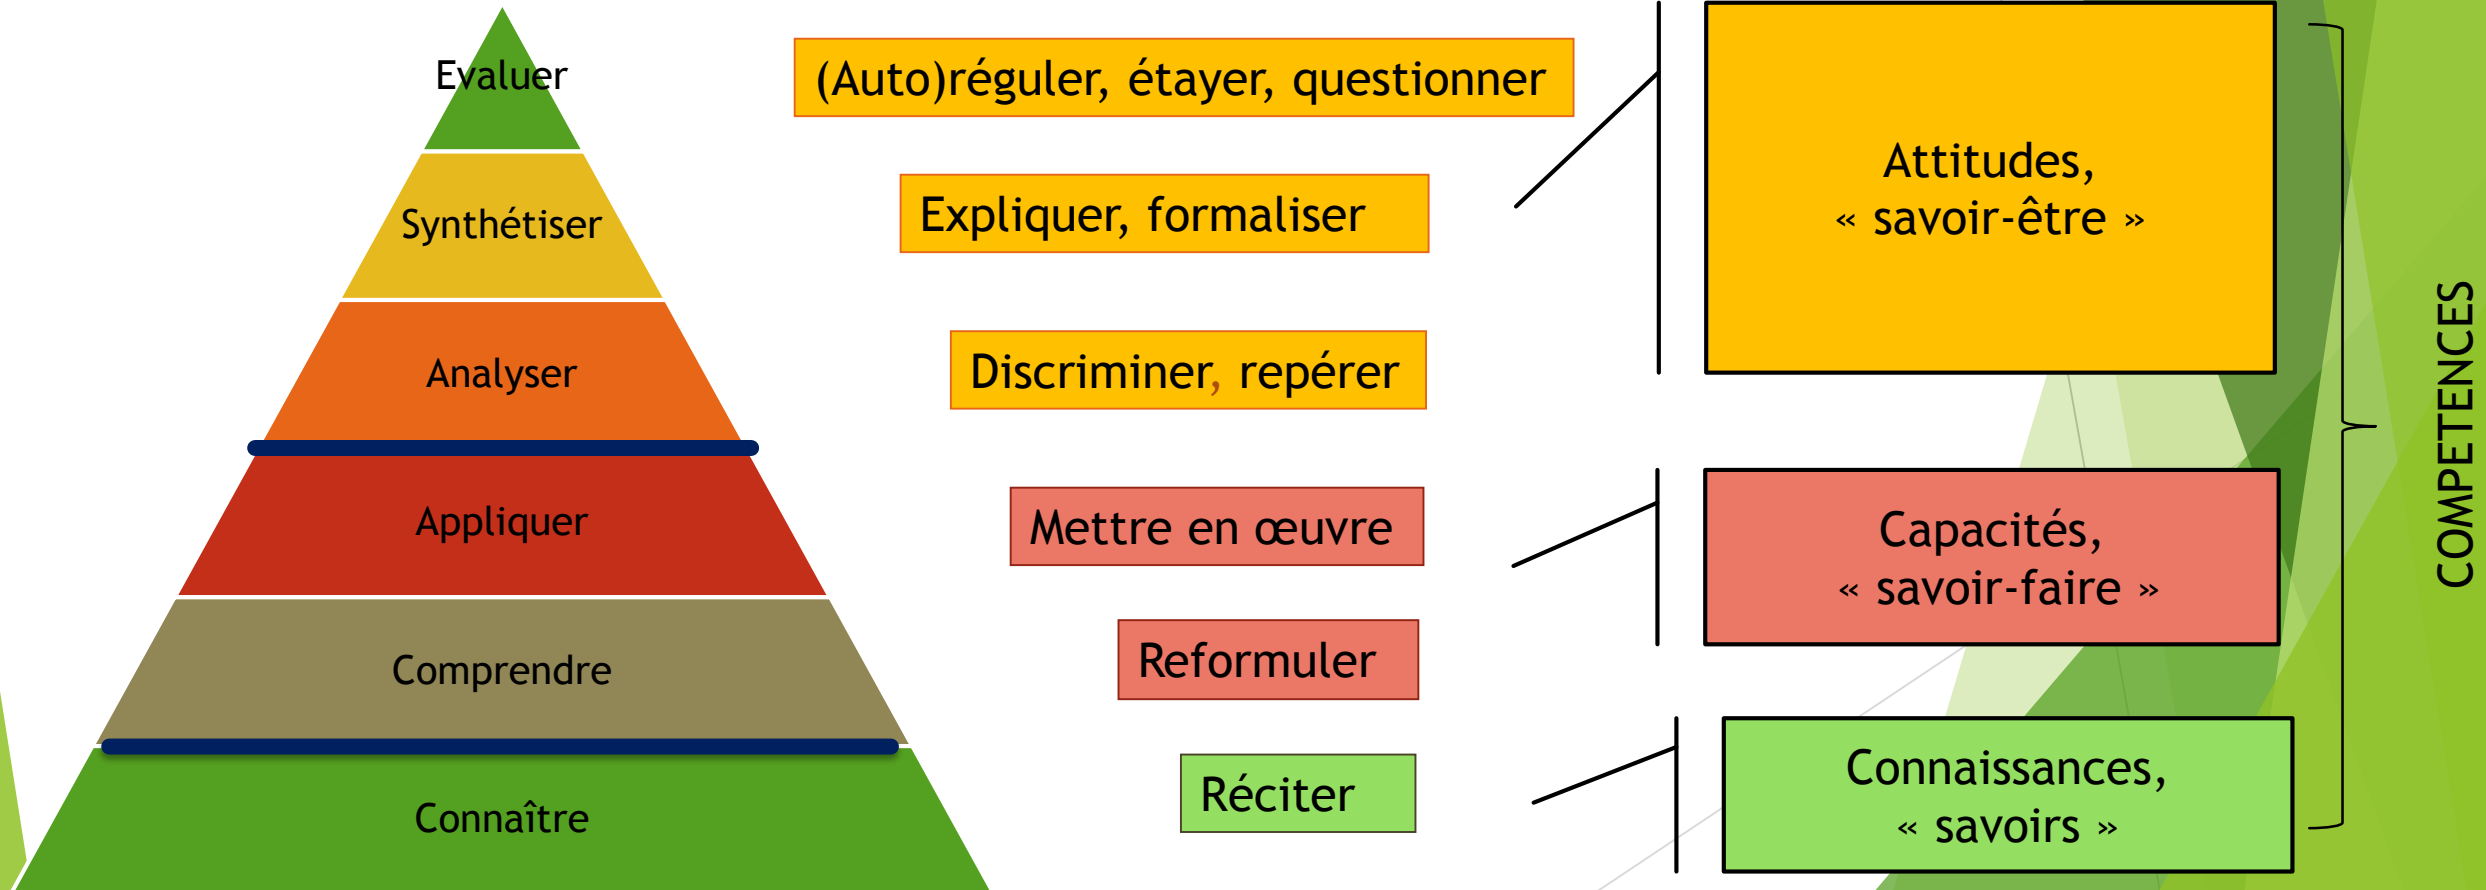 Evaluer
(Auto)réguler, étayer, questionner
Synthétiser
Expliquer, formaliser
Analyser
Discriminer, repérer
Attitudes,
« savoir-être »
Appliquer
Mettre en œuvre
Comprendre
Reformuler
Capacités,
« savoir-faire »
Connaître
Réciter
Connaissances,
« savoirs »
COMPETENCES